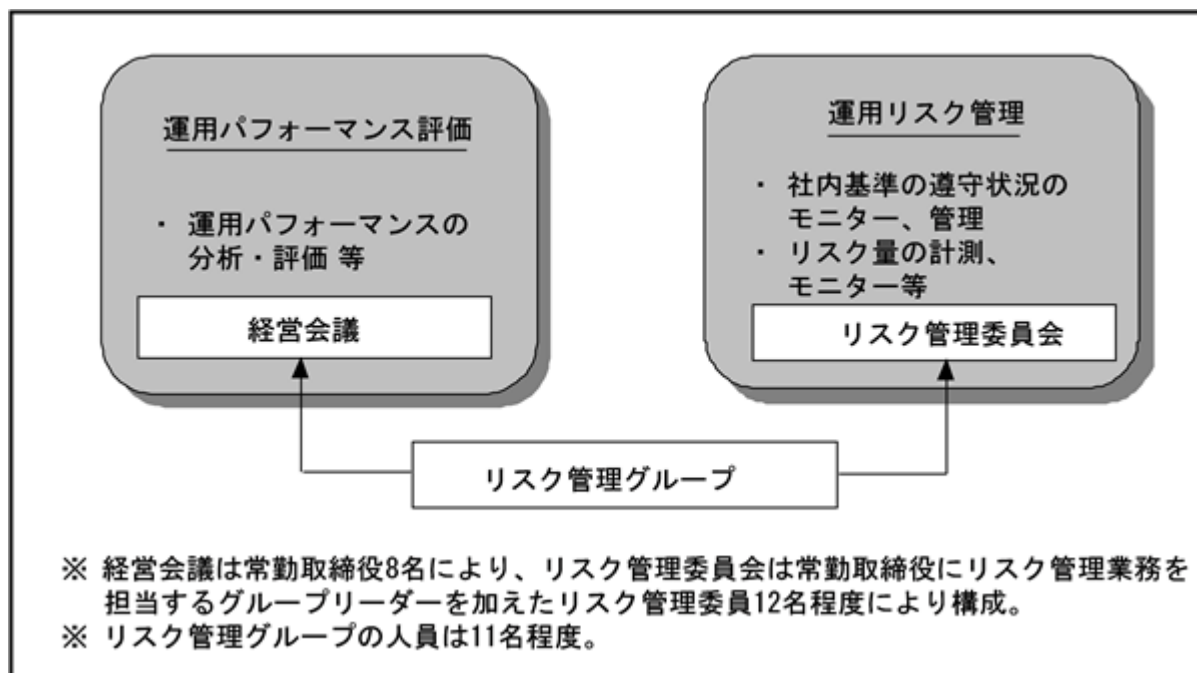 運用パフォーマンス評価
・ 運用パフォーマンスの
分析・評価 等
経営会議
運用リスク管理
・ 社内基準の遵守状況の
モニター、管理
・ リスク量の計測、
モニター等
リスク管理委員会
リスク管理グループ
※ 経営会議は常勤取締役8名により、リスク管理委員会は常勤取締役にリスク管理業務を
担当するグループリーダーを加えたリスク管理委員12名程度により構成。
※ リスク管理グループの人員は11名程度。